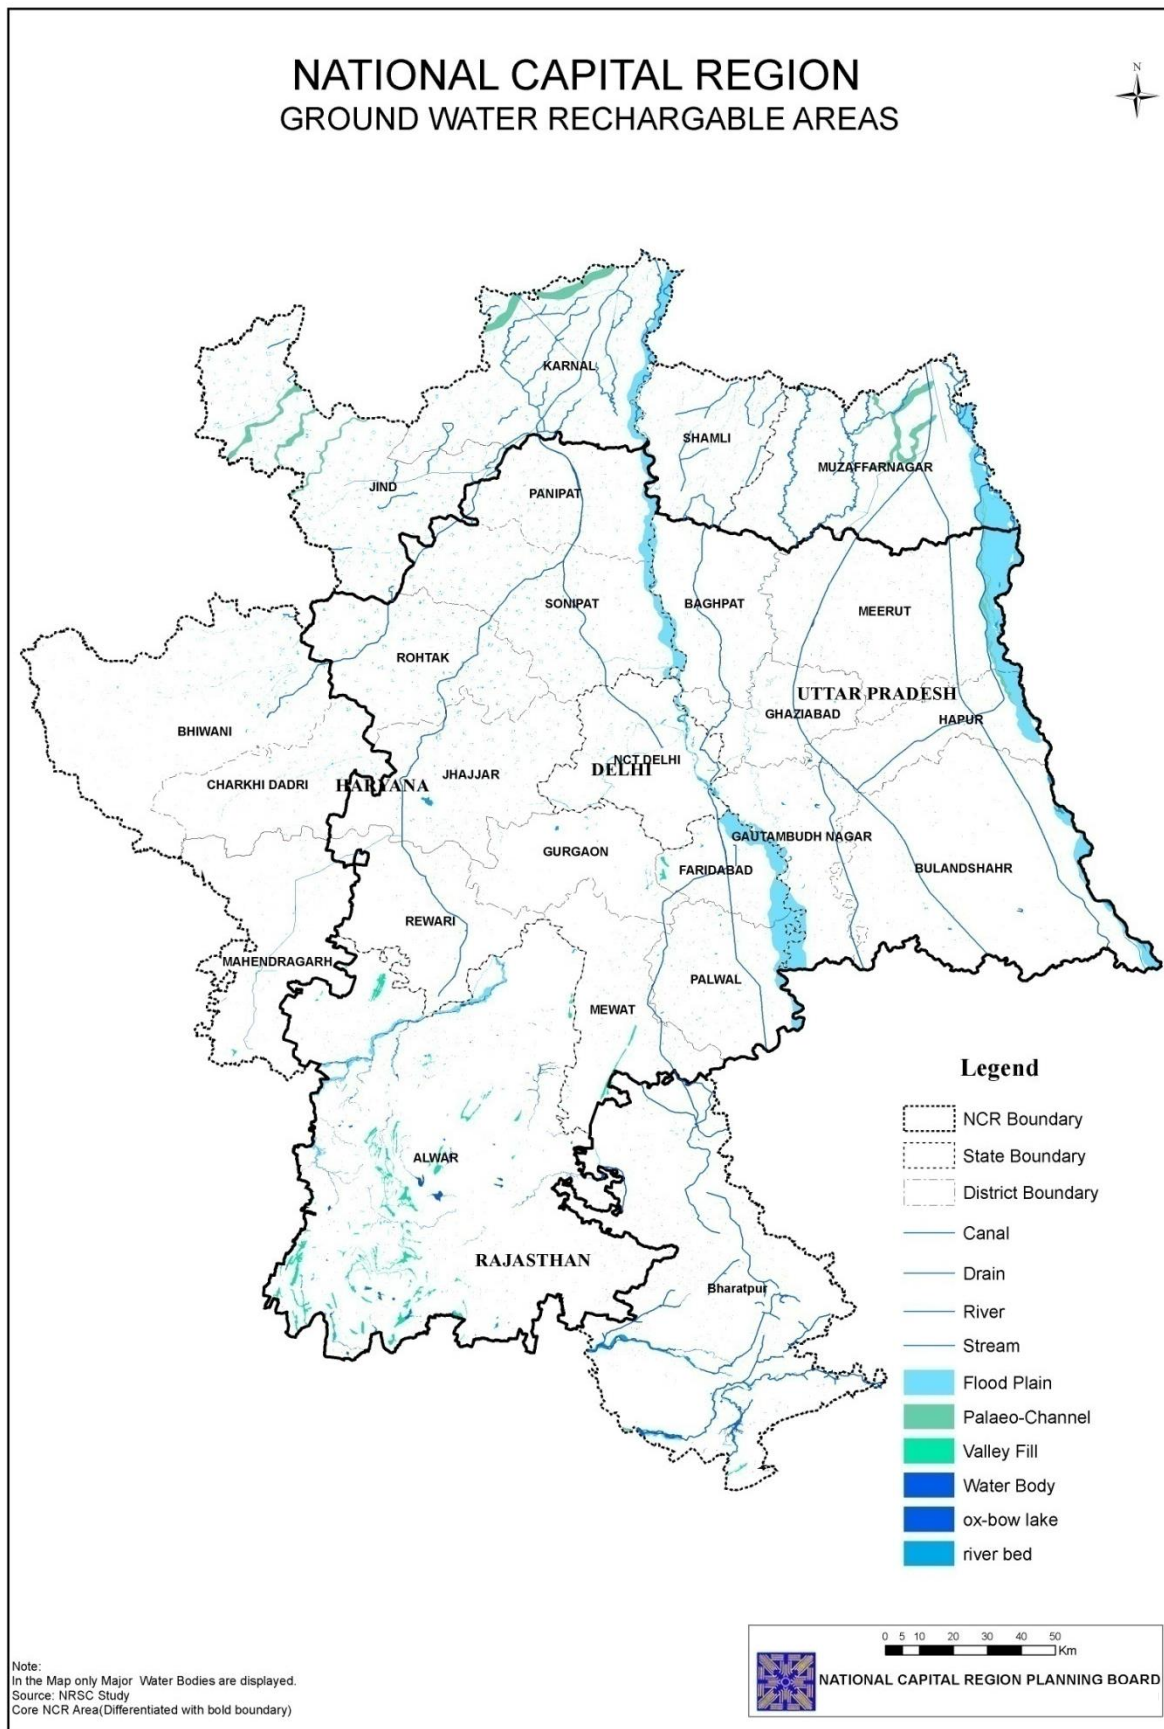 NATIONAL CAPITAL REGION
GROUND WATER RECHARGABLE AREAS
N
KARNAL
SHAMLI
MUZAFFARNAGAR
JIND
PANIPAT
SONIPAT
BAGHPAT
MEERUT
ROHTAK
UTTAR PRADESH
GHAZIABAD
HAPUR
BHIWANI
NCT DELHI
DELHI
JHAJJAR
CHARKHI DADRI
HARYANA
GAUTAMBUDH NAGAR
GURGAON
FARIDABAD
BULANDSHAHR
REWARI
MAHENDRAGARH
PALWAL
MEWAT
ALWAR
RAJASTHAN
Bharatpur
Legend
NCR Boundary
State Boundary
District Boundary
Canal
Drain
River
Stream
Flood Plain
Palaeo-Channel
Valley Fill
Water Body
ox-bow lake
river bed
0 5 10 20 30 40 50
Km
NATIONAL CAPITAL REGION PLANNING BOARD
Note:
In the Map only Major Water Bodies are displayed.
Source: NRSC Study
Core NCR Area(Differentiated with bold boundary)